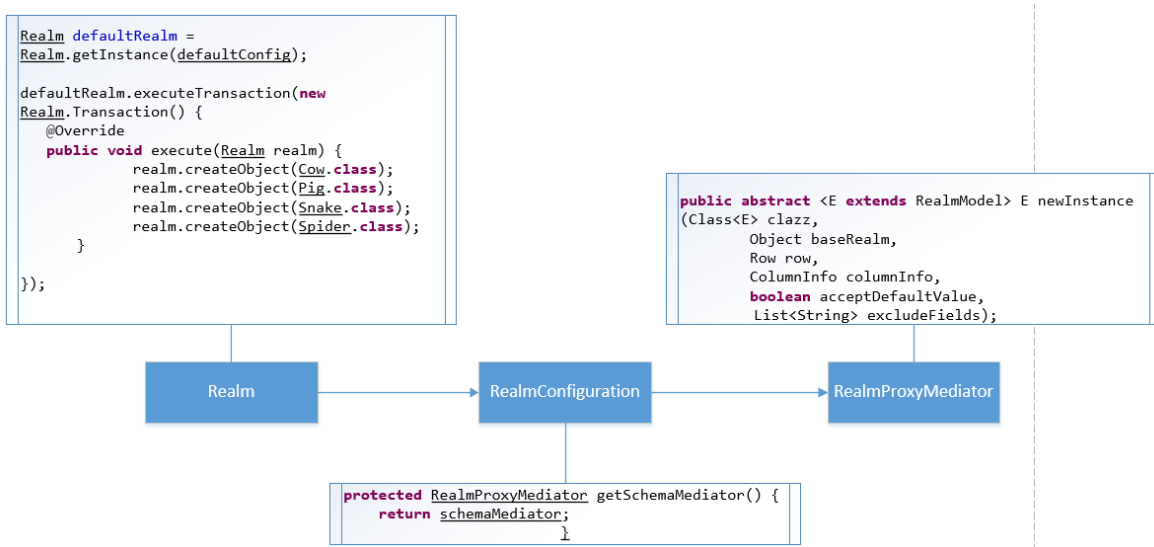 Realm defaultRealm =
Realm.getInstance(defaultConfig);
defaultRealm.executeTransaction(new
Realm.Transaction() {
@Override
public void execute(Realm realm) {
realm.createObject(Cow.class);
realm.createObject(Pig.class);
realm.createObject(Snake.class);
realm.createObject(Spider.class);
}
});
public abstract <E extends RealmModel> E newInstance
(Class<E> clazz,
Object baseRealm,
Row row,
ColumnInfo columnInfo,
boolean acceptDefaultValue,
List<String> excludeFields);
Realm
RealmConfiguration
RealmProxyMediator
protected RealmProxyMediator getSchemaMediator() {
return schemaMediator;
}